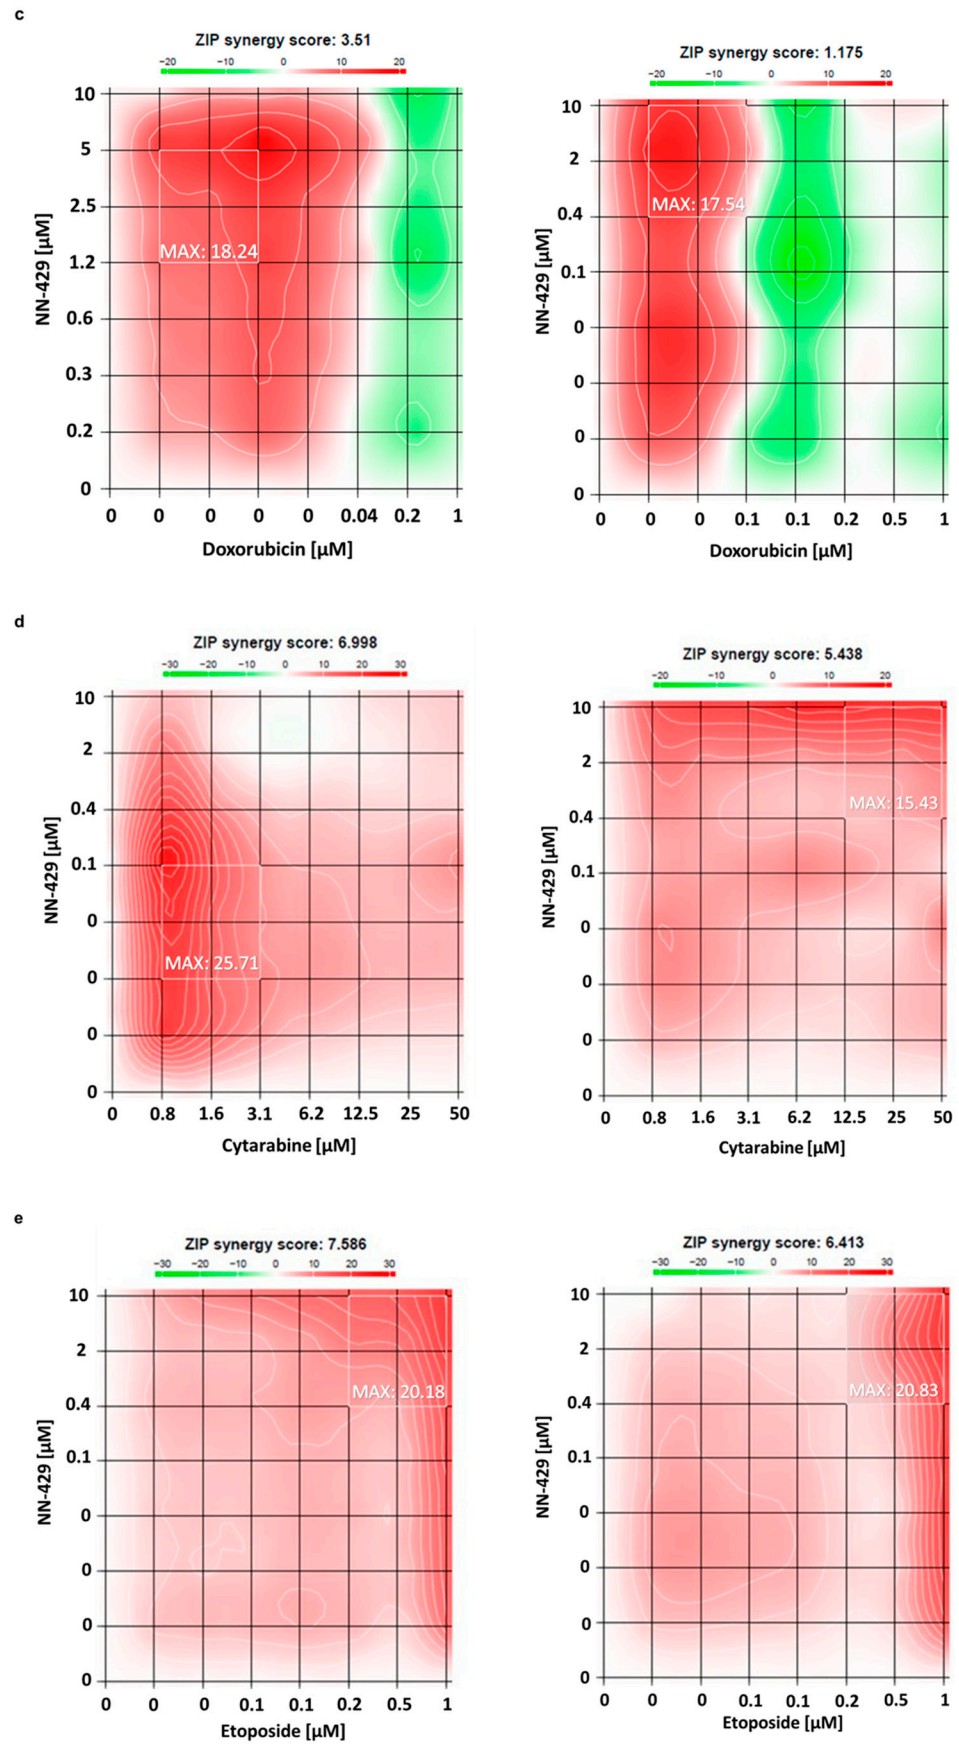 c
ZIP synergy score: 3.51
−20 −10 0 10 20
10
5
2.5
1.2
0.6
0.3
0.2
0
NN-429 [µM]
MAX: 18.24
0 0 0 0 0 0.04 0.2 1
Doxorubicin [µM]
ZIP synergy score: 1.175
−20 −10 0 10 20
10
2
0.4
0.1
0
0
0
0
NN-429 [µM]
MAX: 17.54
0 0 0 0.1 0.1 0.2 0.5 1
Doxorubicin [µM]
d
ZIP synergy score: 6.998
−30 −20 −10 0 10 20 30
10
2
0.4
0.1
0
0
0
0
NN-429 [µM]
MAX: 25.71
0 0.8 1.6 3.1 6.2 12.5 25 50
Cytarabine [µM]
ZIP synergy score: 5.438
−20 −10 0 10 20
10
2
0.4
0.1
0
0
0
0
NN-429 [µM]
MAX: 15.43
0 0.8 1.6 3.1 6.2 12.5 25 50
Cytarabine [µM]
e
ZIP synergy score: 7.586
−30 −20 −10 0 10 20 30
10
2
0.4
0.1
0
0
0
0
NN-429 [µM]
MAX: 20.18
0 0 0 0.1 0.1 0.2 0.5 1
Etoposide [µM]
ZIP synergy score: 6.413
−30 −20 −10 0 10 20 30
10
2
0.4
0.1
0
0
0
0
NN-429 [µM]
MAX: 20.83
0 0 0 0.1 0.1 0.2 0.5 1
Etoposide [µM]